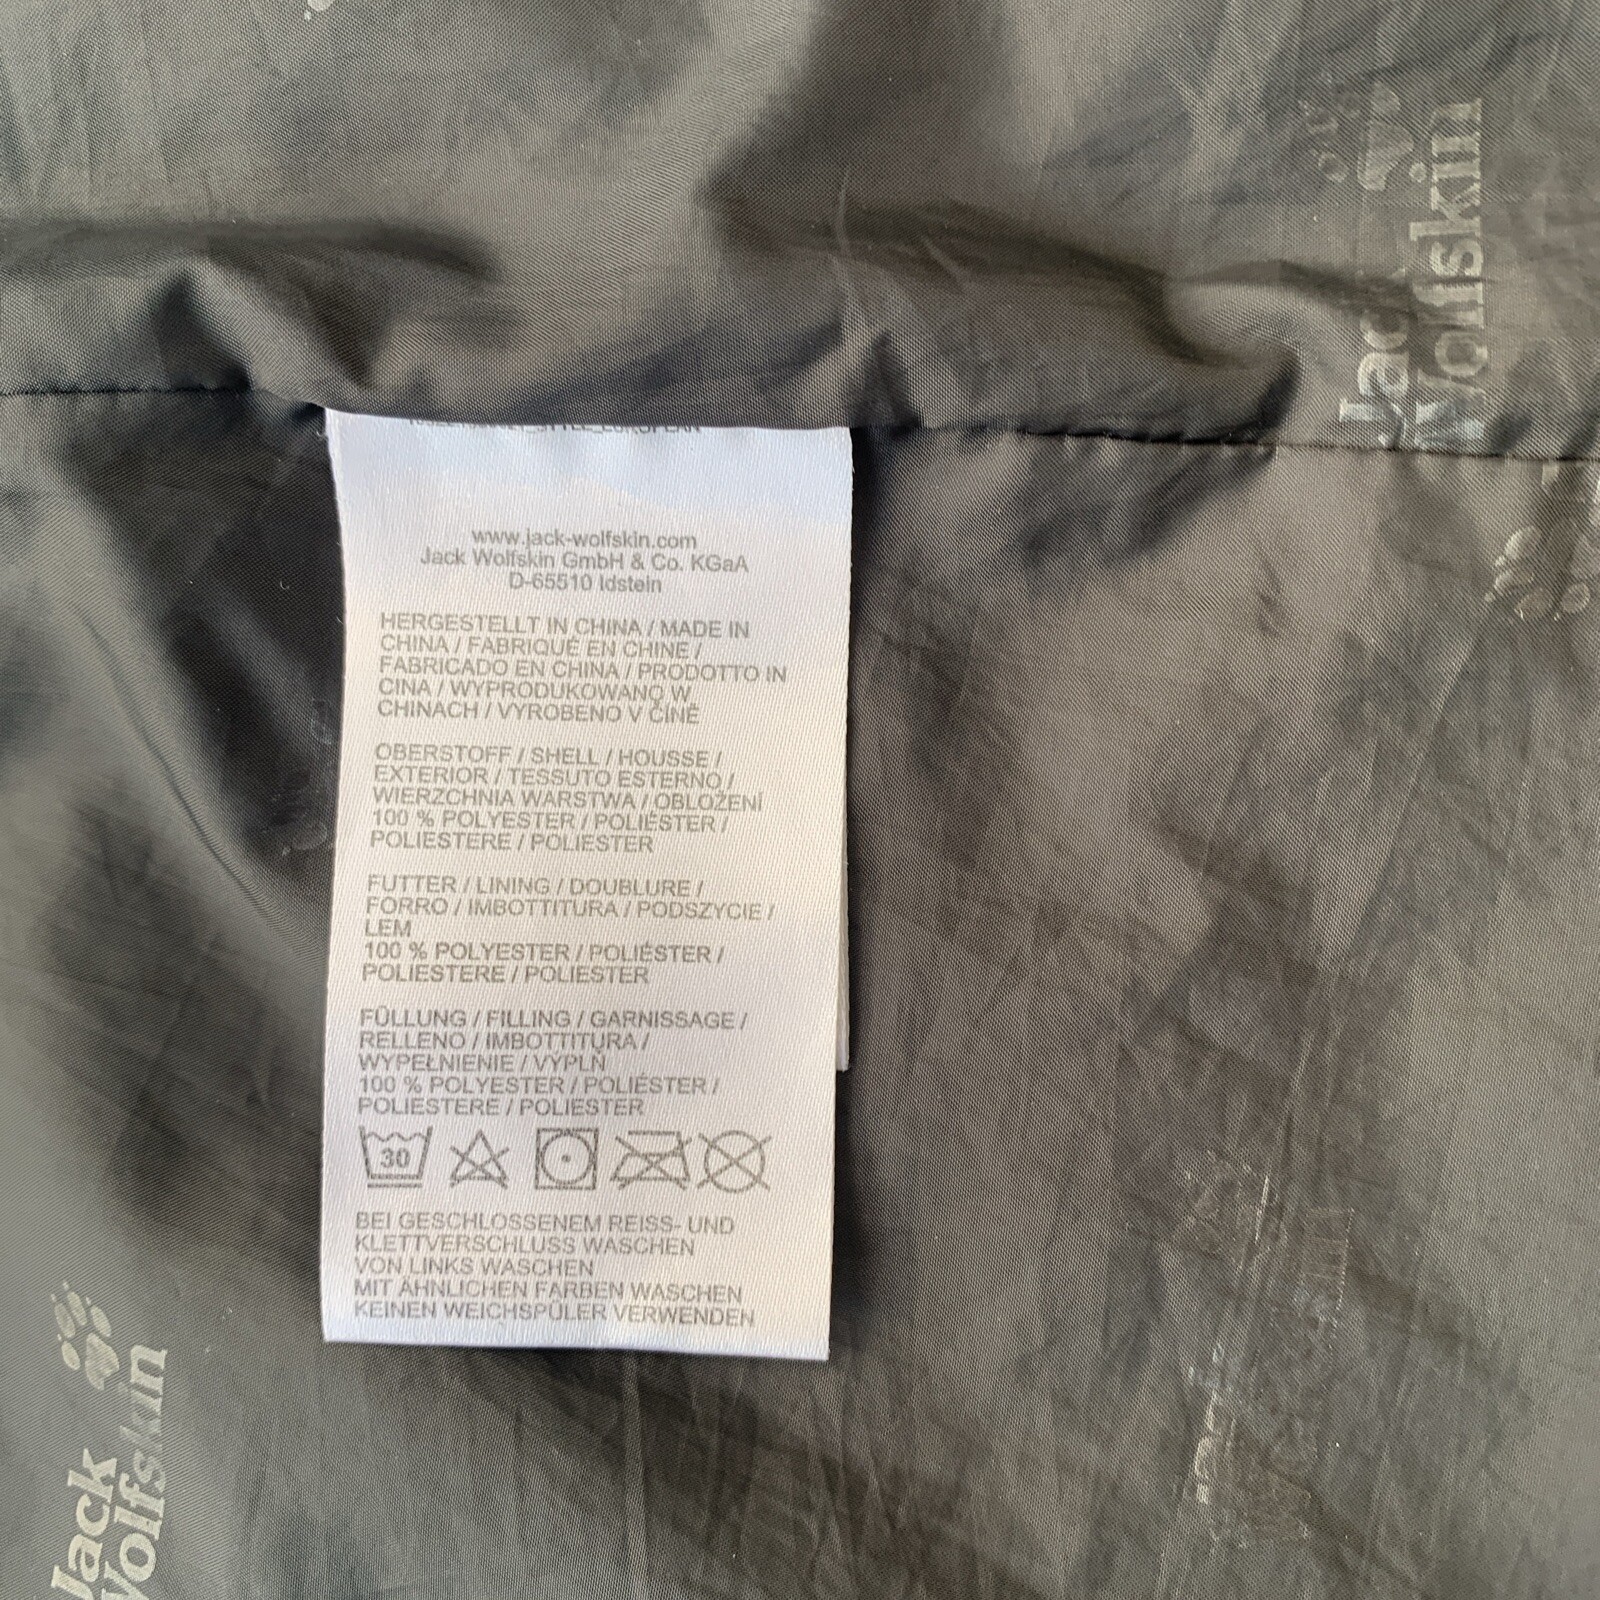 www.jack-wolfskin.com
Jack Wolfskin GmbH & Co. KGaA
D-65510 Idstein
HERGESTELLT IN CHINA / MADE IN
CHINA / FABRIQUÉ EN CHINE /
FABRICADO EN CHINA / PRODOTTO IN
CINA / WYPRODUKOWANO W
CHINACH / VYROBENO V ČÍNĚ
OBERSTOFF / SHELL / HOUSSE /
EXTERIOR / TESSUTO ESTERNO /
WIERZCHNIA WARSTWA / OBLOŽENÍ
100 % POLYESTER / POLIÉSTER /
POLIESTERE / POLIESTER
FUTTER / LINING / DOUBLURE /
FORRO / IMBOTTITURA / PODSZYCIE /
LEM
100 % POLYESTER / POLIÉSTER /
POLIESTERE / POLIESTER
FÜLLUNG / FILLING / GARNISSAGE /
RELLENO / IMBOTTITURA /
WYPEŁNIENIE / VÝPLŇ
100 % POLYESTER / POLIÉSTER /
POLIESTERE / POLIESTER
30
BEI GESCHLOSSENEM REISS- UND
KLETTVERSCHLUSS WASCHEN
VON LINKS WASCHEN
MIT ÄHNLICHEN FARBEN WASCHEN
KEINEN WEICHSPÜLER VERWENDEN
Jack
Wolfskin
Jack
Wolfskin